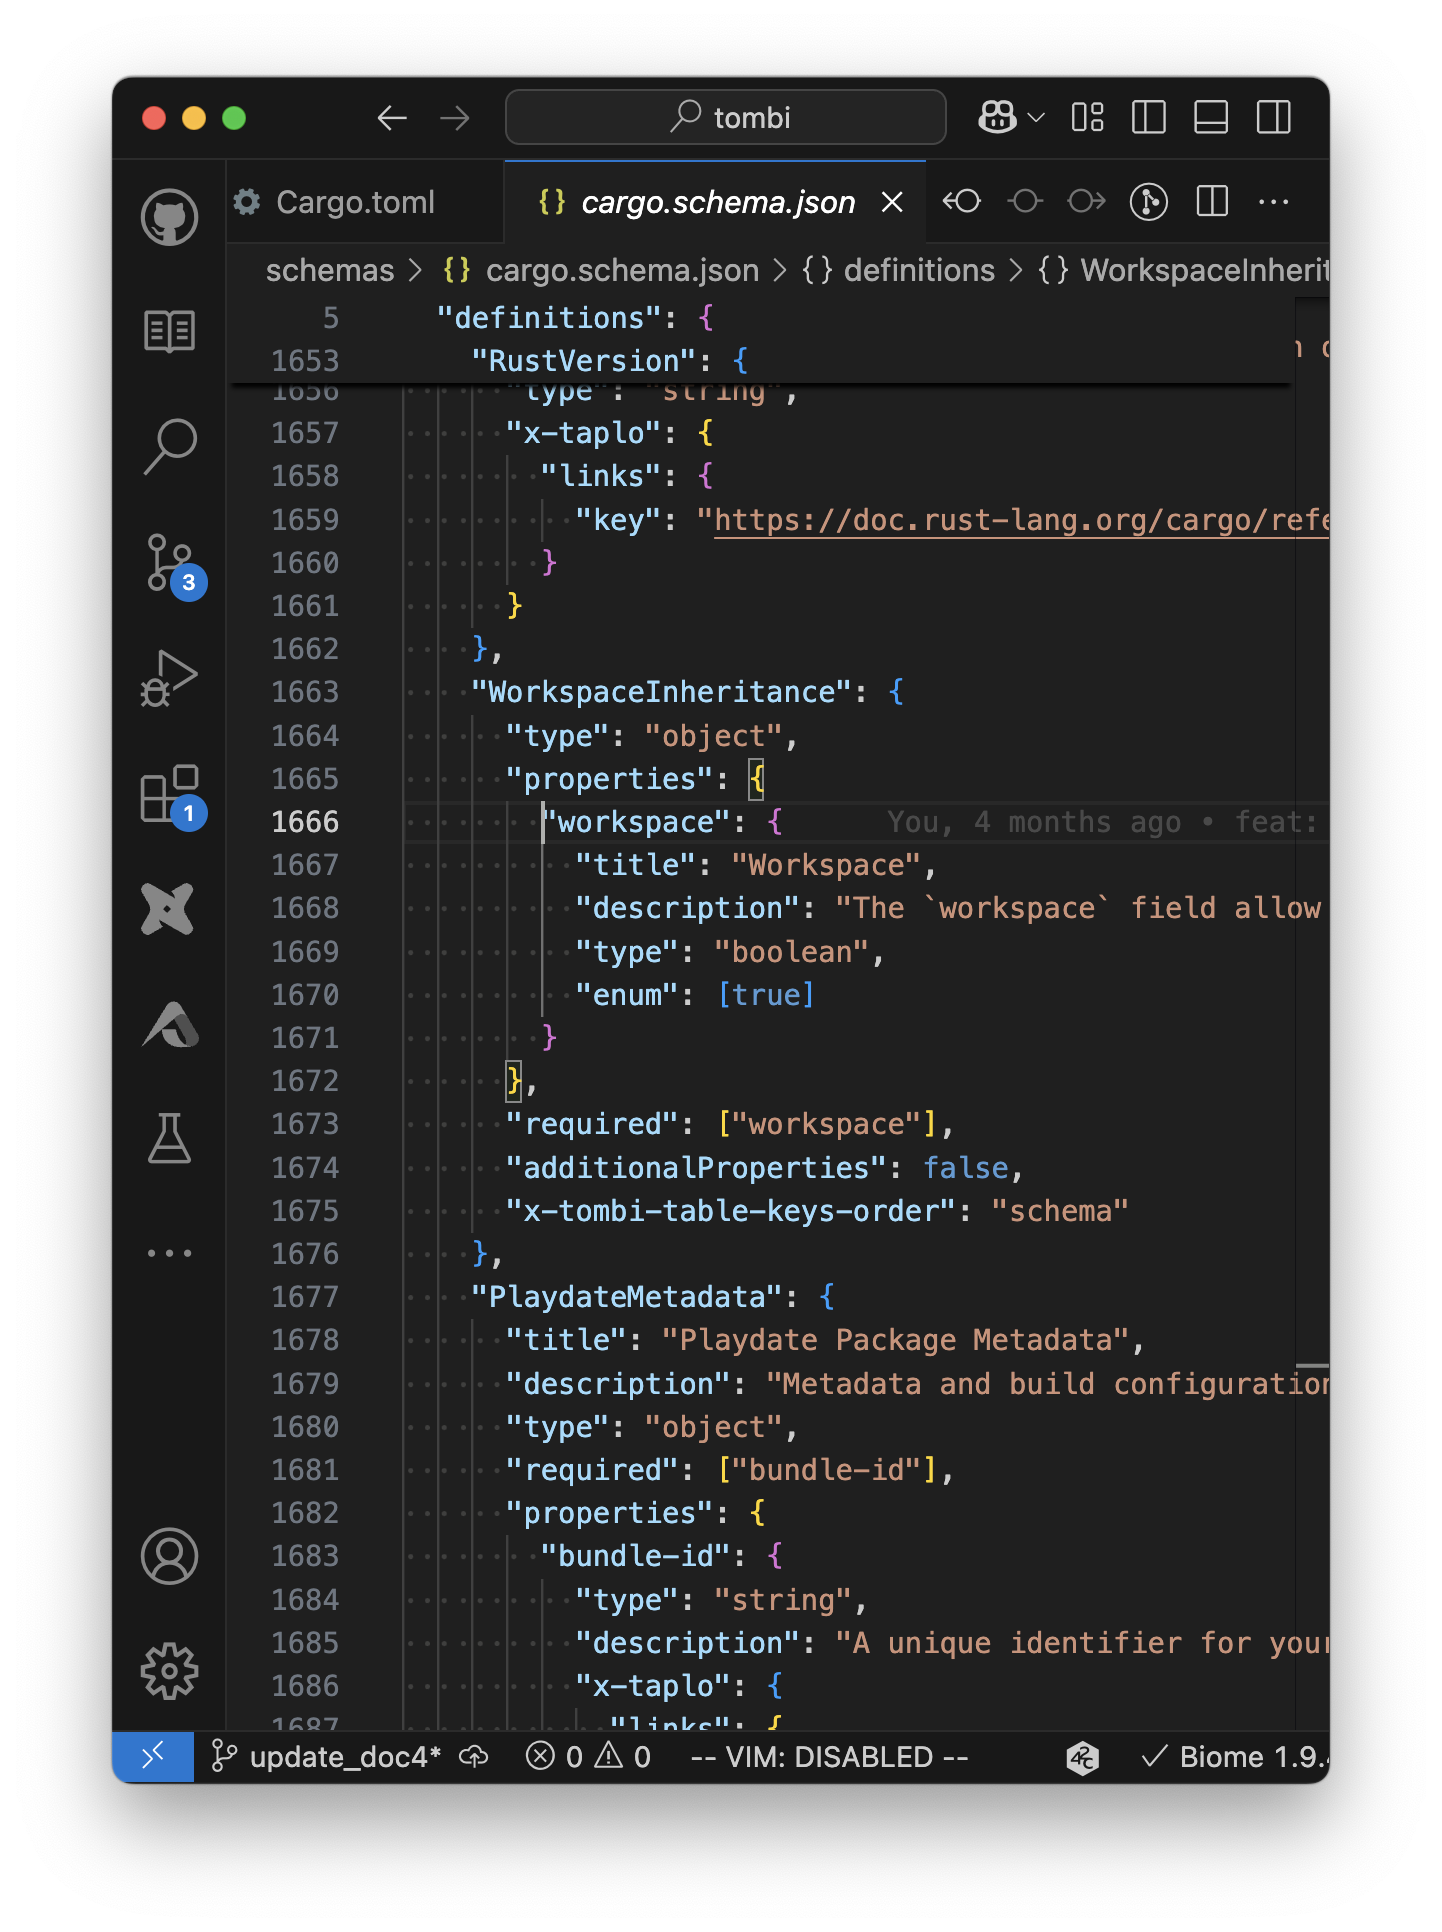 tombi
Cargo.toml
{} cargo.schema.json
schemas > {} cargo.schema.json > {} definitions > {} WorkspaceInherit
5 "definitions": {
1653 "RustVersion": {
1656 "type": "string",
1657 "x-taplo": {
1658 "links": {
1659 "key": "https://doc.rust-lang.org/cargo/refe
1660 }
1661 }
1662 },
1663 "WorkspaceInheritance": {
1664 "type": "object",
1665 "properties": {
1666 "workspace": { You, 4 months ago • feat:
1667 "title": "Workspace",
1668 "description": "The `workspace` field allow
1669 "type": "boolean",
1670 "enum": [true]
1671 }
1672 },
1673 "required": ["workspace"],
1674 "additionalProperties": false,
1675 "x-tombi-table-keys-order": "schema"
1676 },
1677 "PlaydateMetadata": {
1678 "title": "Playdate Package Metadata",
1679 "description": "Metadata and build configuration
1680 "type": "object",
1681 "required": ["bundle-id"],
1682 "properties": {
1683 "bundle-id": {
1684 "type": "string",
1685 "description": "A unique identifier for your
1686 "x-taplo": {
1687 "links": {
3
1
update_doc4* 0 0 -- VIM: DISABLED -- 42C Biome 1.9.4